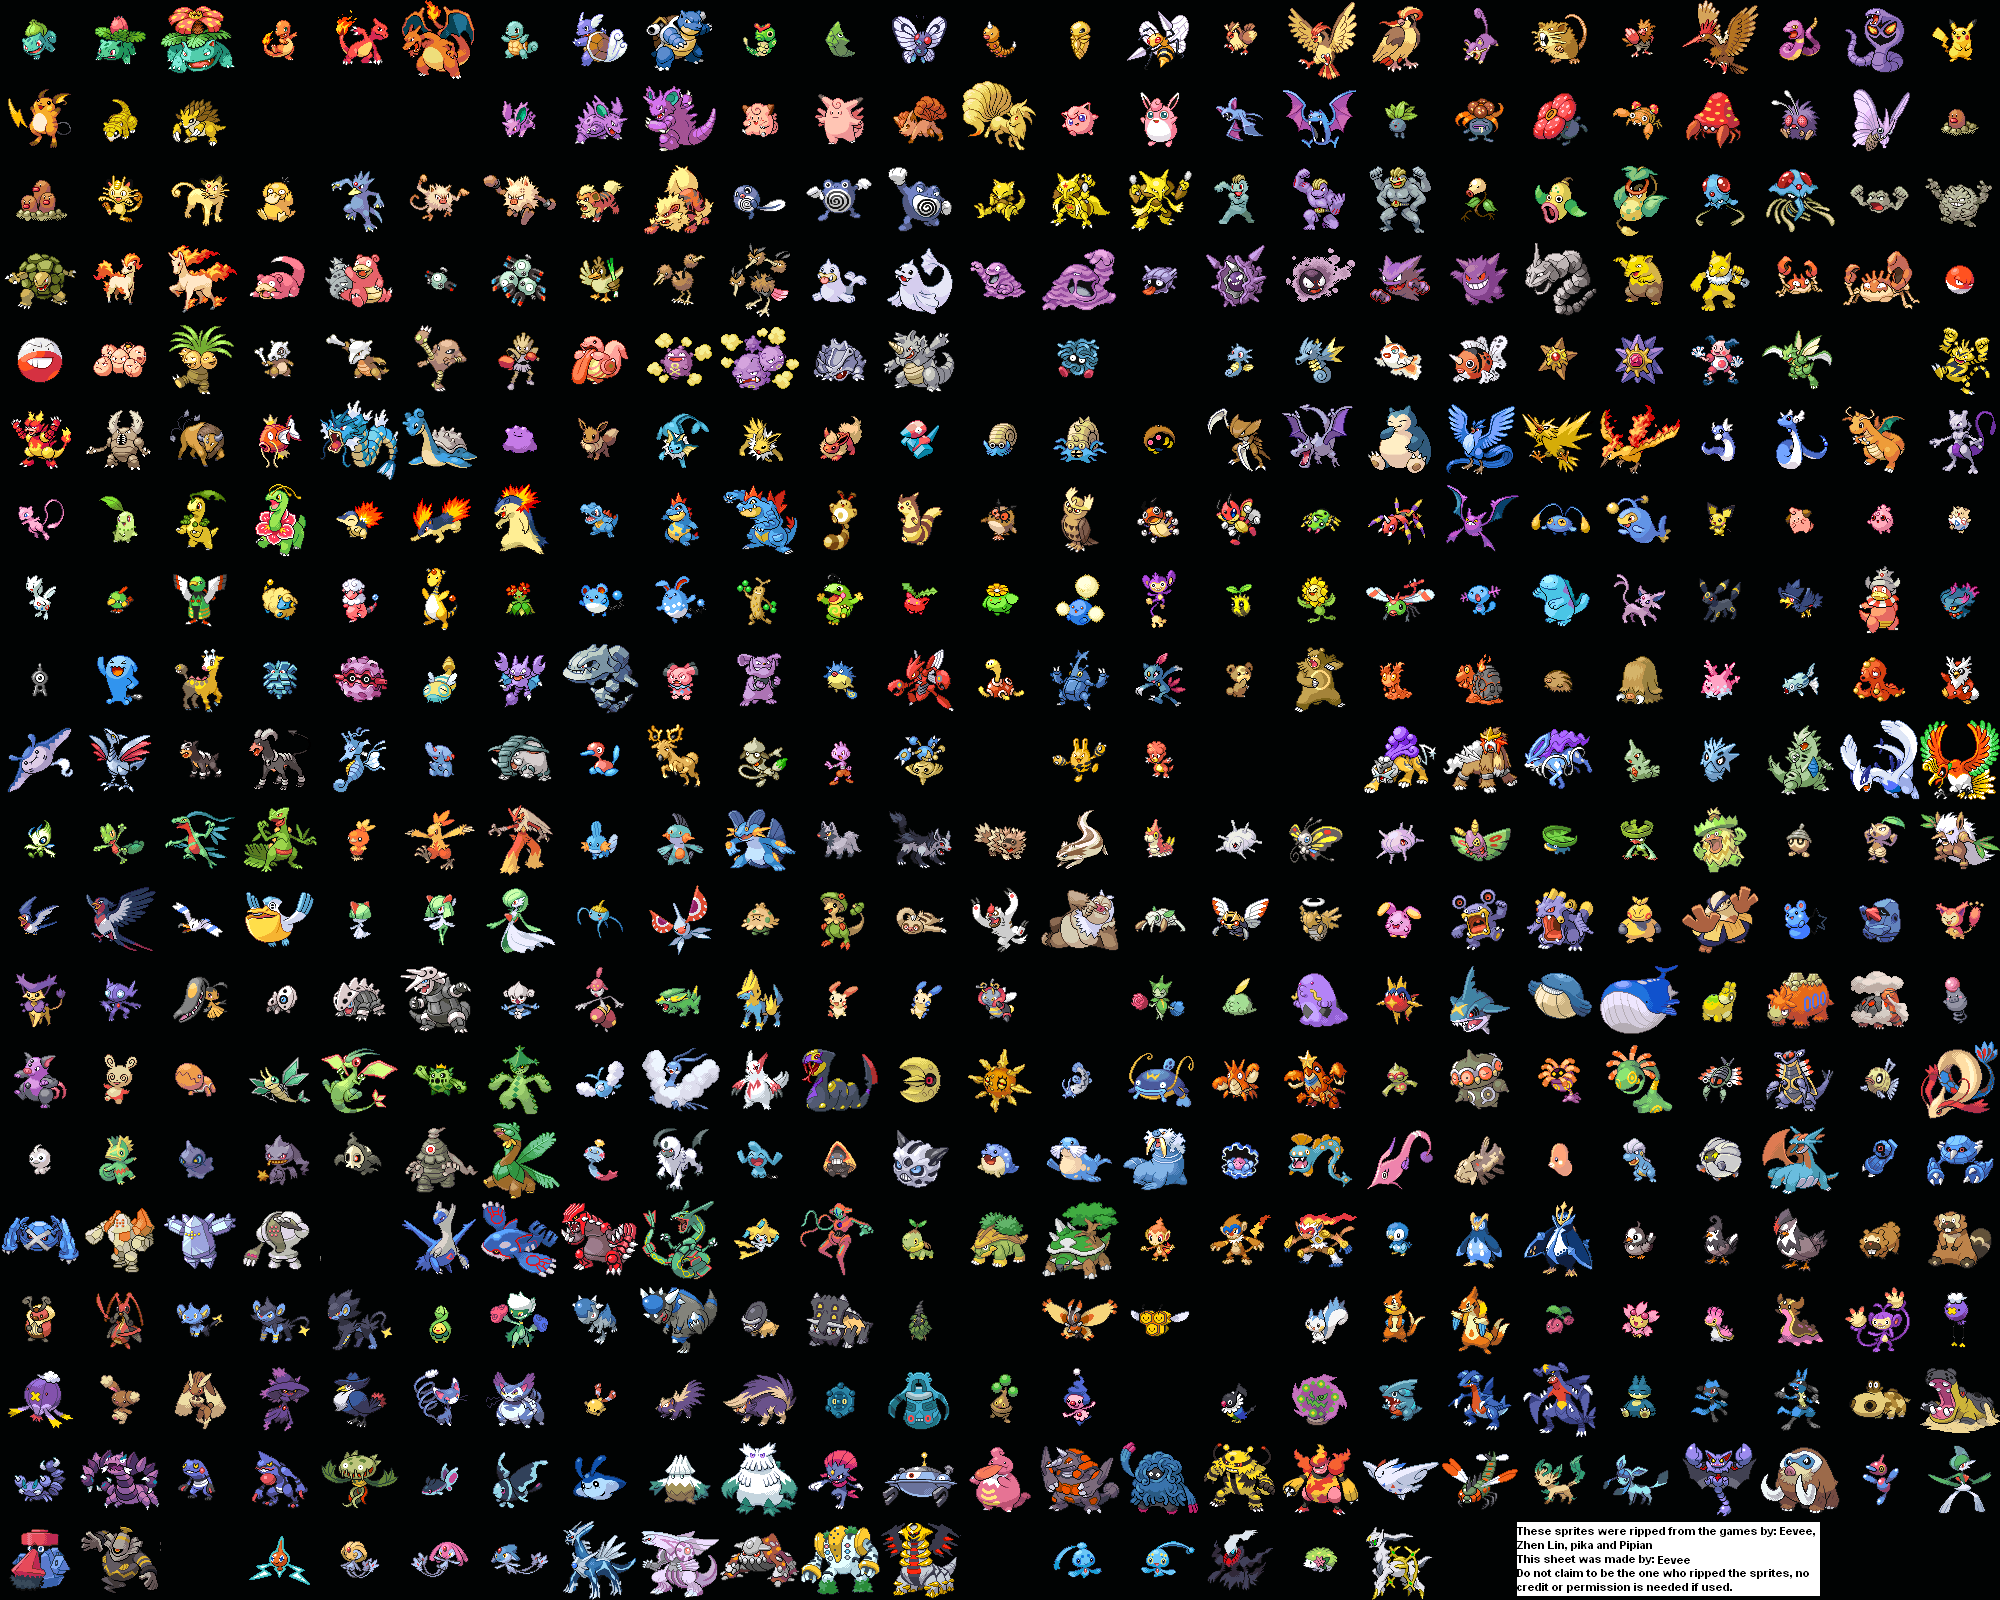 These sprites were ripped from the games by: Eevee,
Zhen Lin, pika and Pipian
This sheet was made by: Eevee
Do not claim to be the one who ripped the sprites, no
credit or permission is needed if used.